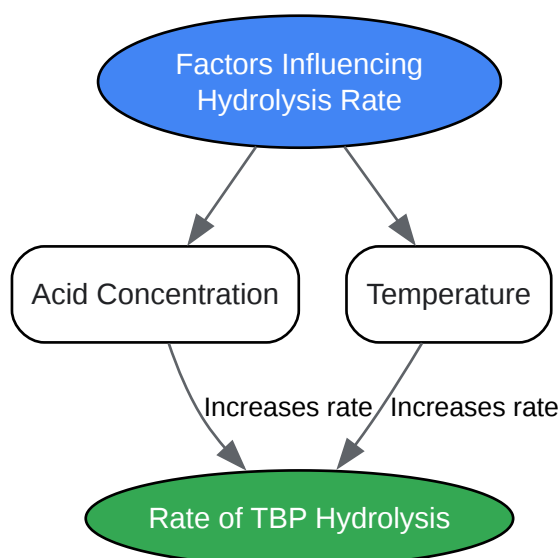 Factors Influencing
Hydrolysis Rate
Acid Concentration
Temperature
Increases rate
Increases rate
Rate of TBP Hydrolysis